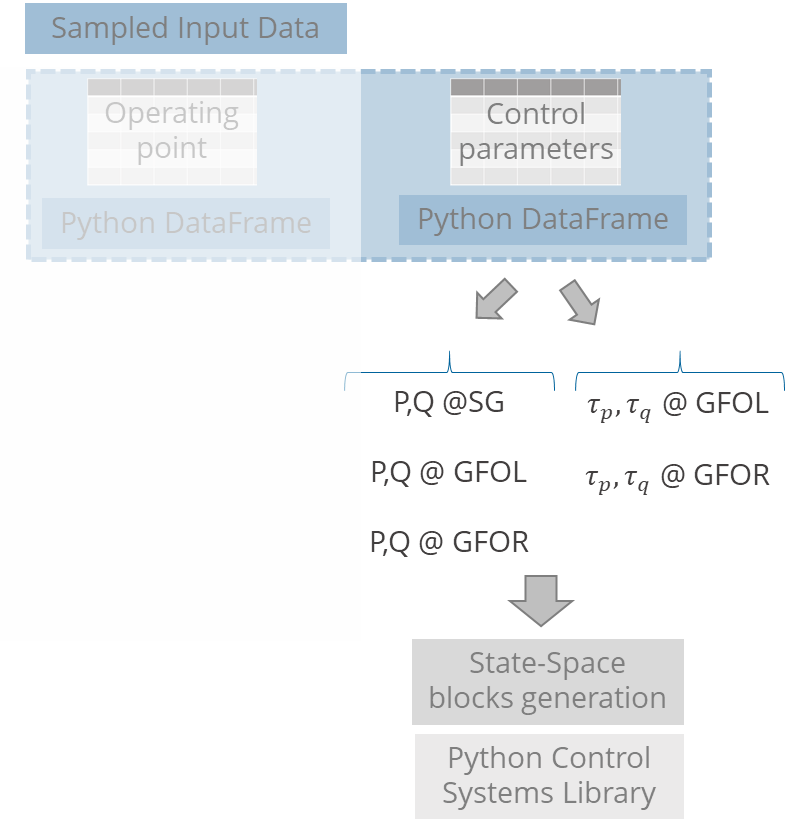 Sampled Input Data
Operating
point
Python DataFrame
Control
parameters
Python DataFrame
P,Q @SG
P,Q @ GFOL
P,Q @ GFOR
τ_p, τ_q @ GFOL
τ_p, τ_q @ GFOR
State-Space
blocks generation
Python Control
Systems Library